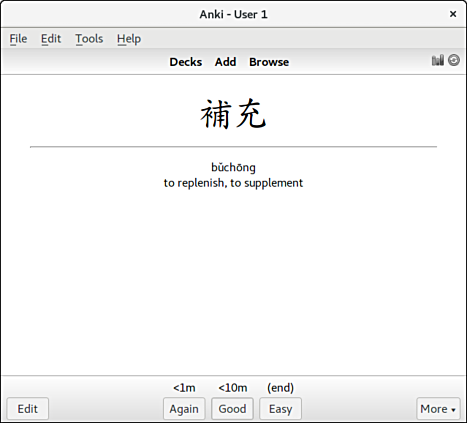 Anki - User 1
×
File Edit Tools Help
Decks Add Browse
補充
bǔchōng
to replenish, to supplement
<1m <10m (end)
Edit Again Good Easy More ▾